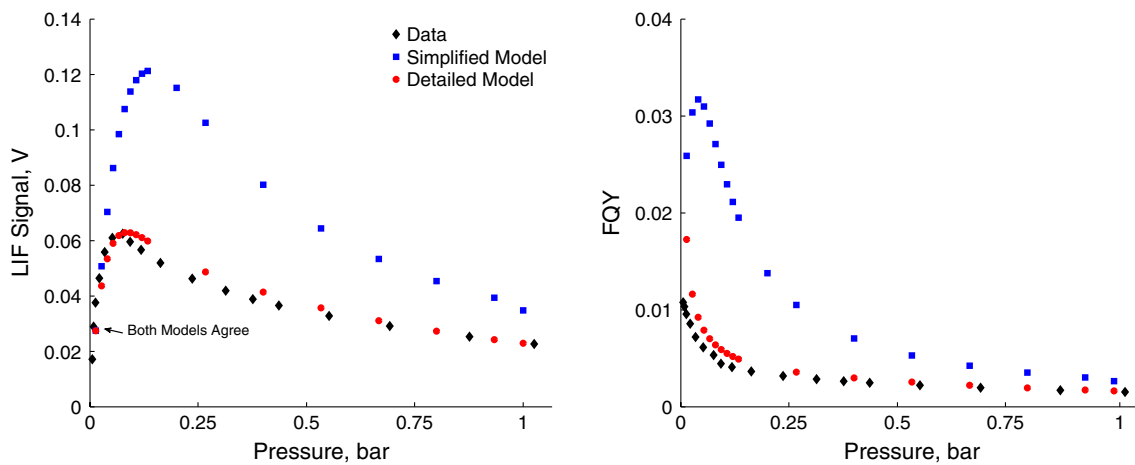 0.14
0.12
0.1
0.08
0.06
0.04
0.02
0
LIF Signal, V
Data
Simplified Model
Detailed Model
Both Models Agree
0 0.25 0.5 0.75 1
Pressure, bar
0.04
0.03
0.02
0.01
0
FQY
0 0.25 0.5 0.75 1
Pressure, bar